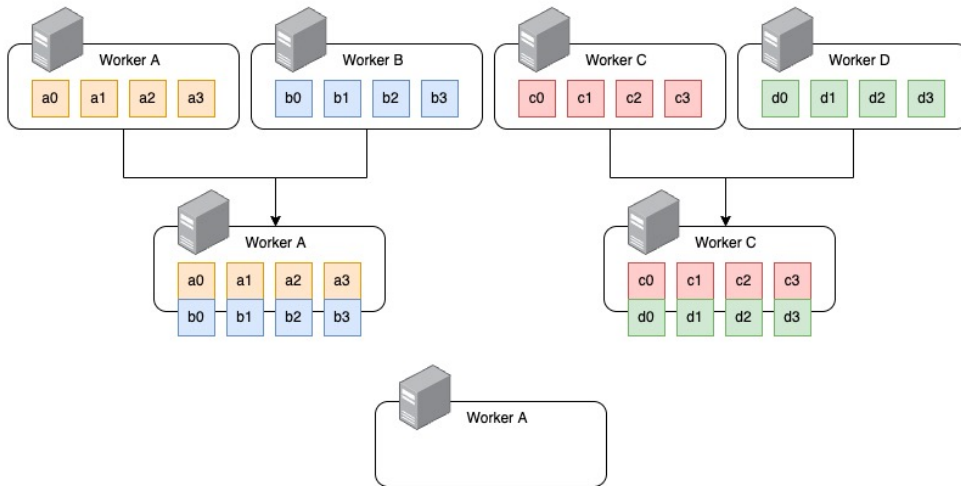 Worker A
a0 a1 a2 a3
Worker B
b0 b1 b2 b3
Worker C
c0 c1 c2 c3
Worker D
d0 d1 d2 d3
Worker A
a0 a1 a2 a3
b0 b1 b2 b3
Worker C
c0 c1 c2 c3
d0 d1 d2 d3
Worker A